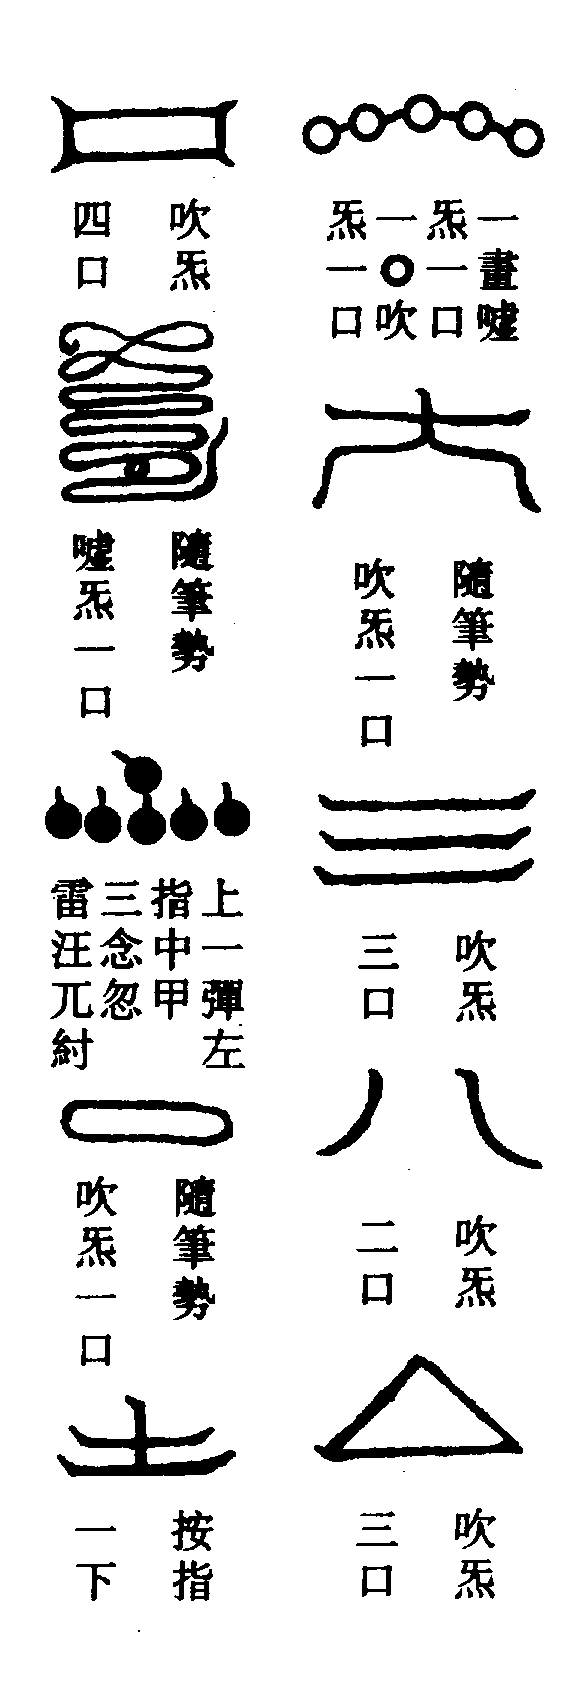 一畫噓
炁一口
一○吹
炁一口
隨筆勢
吹炁一口
吹炁
三口
吹炁
二口
吹炁
三口
吹炁
四口
隨筆勢
噓炁一口
上一彈左
指中甲
三念忽
雷汪兀紂
隨筆勢
吹炁一口
按指
一下